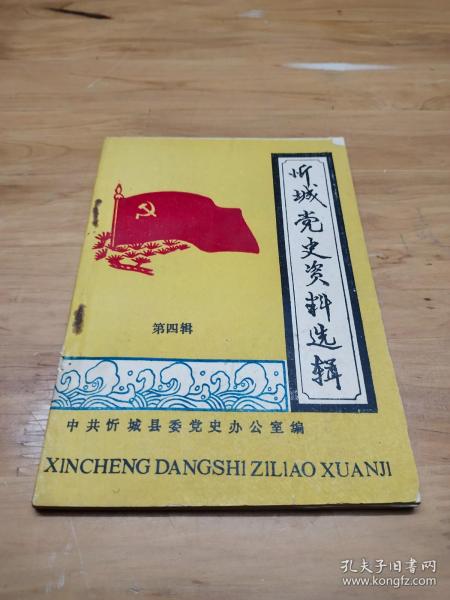 忻城党史资料选辑
第四辑
中共忻城县委党史办公室编
XINCHENG DANGSHI ZILIAO XUANJI
孔夫子旧书网
www.kongfz.com